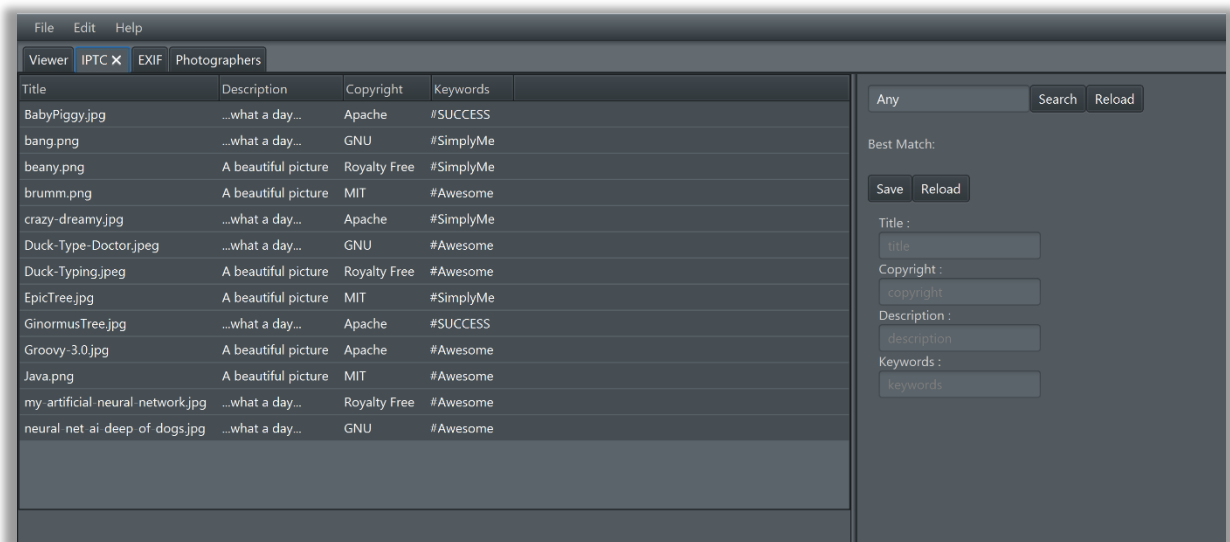 File Edit Help
Viewer IPTC X EXIF Photographers
Title Description Copyright Keywords
BabyPiggy.jpg ...what a day... Apache #SUCCESS
bang.png ...what a day... GNU #SimplyMe
beany.png A beautiful picture Royalty Free #SimplyMe
brumm.png A beautiful picture MIT #Awesome
crazy-dreamy.jpg ...what a day... Apache #SimplyMe
Duck-Type-Doctor.jpeg ...what a day... GNU #Awesome
Duck-Typing.jpeg A beautiful picture Royalty Free #Awesome
EpicTree.jpg A beautiful picture MIT #SimplyMe
GinormusTree.jpg ...what a day... Apache #SUCCESS
Groovy-3.0.jpg A beautiful picture Apache #Awesome
Java.png A beautiful picture MIT #Awesome
my-artificial-neural-network.jpg ...what a day... Royalty Free #Awesome
neural-net-ai-deep-of-dogs.jpg ...what a day... GNU #Awesome
Any Search Reload
Best Match:
Save Reload
Title :
title
Copyright :
copyright
Description :
description
Keywords :
keywords